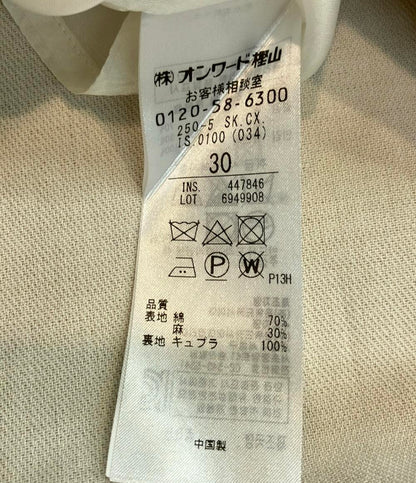 (株)オンワード樫山
お客様相談室
0120-58-6300
250-5 SK.CX.
IS.0100 (034)
30
INS. 447846
LOT 6949908
P
W
P13H
品質
表地 綿 70%
麻 30%
裏地 キュプラ 100%
中国製